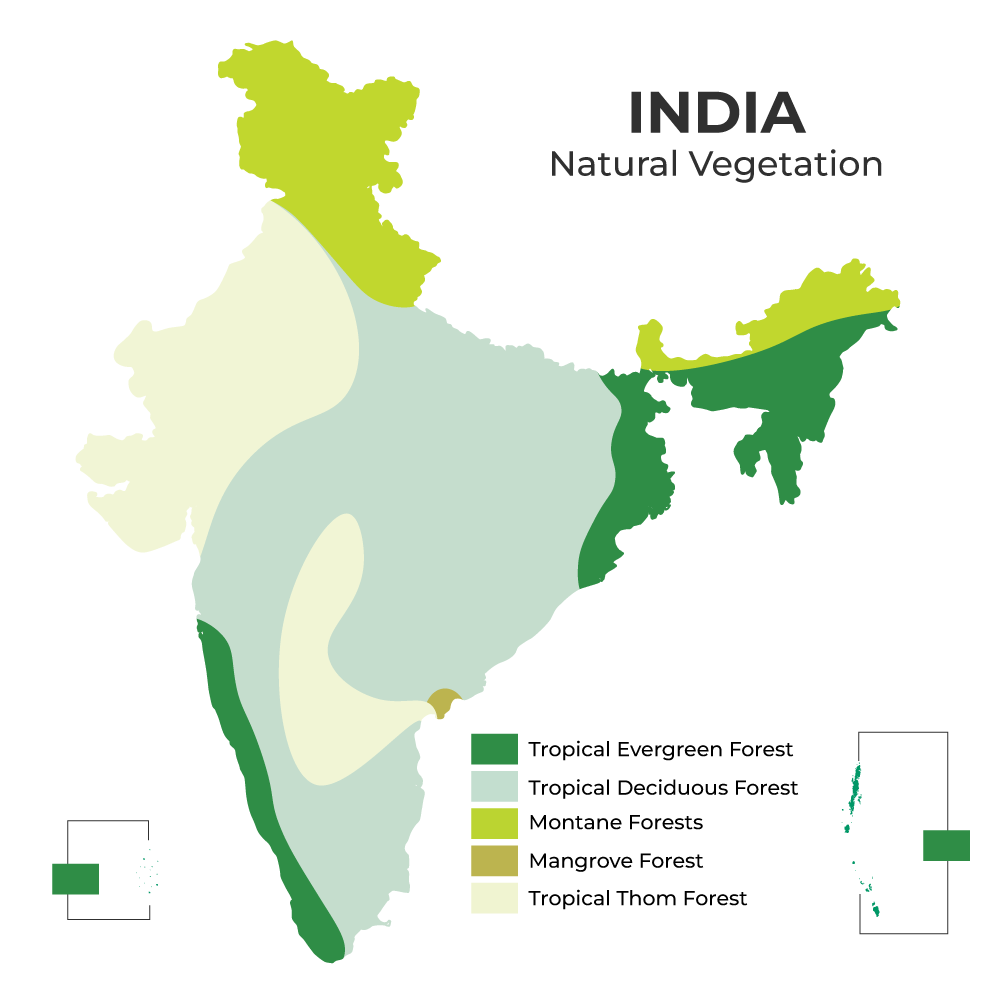 INDIA
Natural Vegetation
Tropical Evergreen Forest
Tropical Deciduous Forest
Montane Forests
Mangrove Forest
Tropical Thom Forest